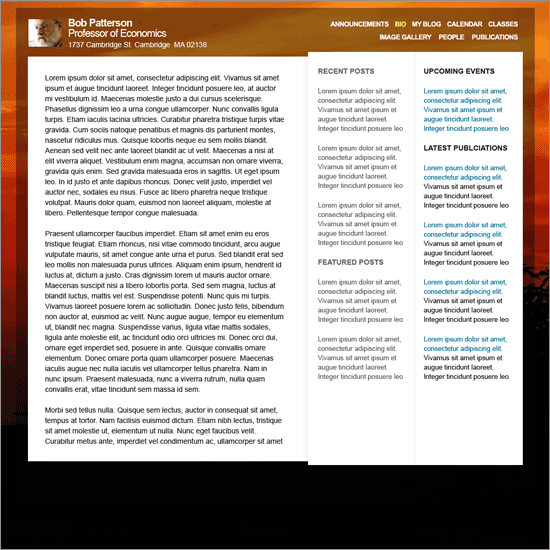 Bob Patterson
Professor of Economics
1737 Cambridge St. Cambridge MA 02138
ANNOUNCEMENTS BIO MY BLOG CALENDAR CLASSES
IMAGE GALLERY PEOPLE PUBLICATIONS
Lorem ipsum dolor sit amet, consectetur adipiscing elit. Vivamus sit amet
ipsum et augue tincidunt laoreet. Integer tincidunt posuere leo, at auctor
mi vestibulum id. Maecenas molestie justo a dui cursus scelerisque.
Phasellus dignissim leo a urna congue ullamcorper. Nunc convallis ligula
turpis. Etiam iaculis lacinia ultricies. Curabitur pharetra tristique turpis vitae
gravida. Cum sociis natoque penatibus et magnis dis parturient montes,
nascetur ridiculus mus. Quisque lobortis neque eu sem mollis blandit.
Aenean sed velit nec ante laoreet blandit ac ut velit. Maecenas a nisi at
elit viverra aliquet. Vestibulum enim magna, accumsan non ornare viverra,
gravida quis enim. Sed gravida malesuada eros in sagittis. Ut eget ipsum
leo. In id justo et ante dapibus rhoncus. Donec velit justo, imperdiet vel
auctor nec, sodales eu risus. Fusce ac libero pharetra neque tristique
volutpat. Mauris dolor quam, euismod non laoreet aliquam, molestie at
libero. Pellentesque tempor congue malesuada.
Praesent ullamcorper faucibus imperdiet. Etiam sit amet enim eu eros
tristique feugiat. Etiam rhoncus, nisi vitae commodo tincidunt, arcu augue
vulputate mauris, sit amet congue ante urna et purus. Sed blandit erat sed
leo mollis non malesuada purus ultrices. Aliquam enim ipsum, hendrerit id
luctus at, dictum a justo. Cras dignissim lorem ut mauris auctor ornare.
Maecenas suscipit nisi a libero lobortis porta. Sed sem magna, luctus at
blandit luctus, mattis vel est. Suspendisse potenti. Nunc quis mi turpis.
Vivamus laoreet posuere lorem ac sollicitudin. Donec justo felis, bibendum
non auctor at, euismod ac velit. Nunc augue augue, tempor eu elementum
ut, blandit nec magna. Suspendisse varius, ligula vitae mattis sodales,
ligula ante molestie elit, ac tincidunt odio orci ultricies mi. Donec orci dui,
ornare eget imperdiet sed, posuere in ante. Quisque convallis ornare
elementum. Donec ornare porta quam ullamcorper posuere. Maecenas
iaculis augue nec nulla iaculis vel ullamcorper tellus pharetra. Nam in
nunc ipsum. Praesent malesuada, nunc a viverra rutrum, nulla quam
convallis erat, vitae tincidunt sem massa id sem.
Morbi sed tellus nulla. Quisque sem lectus, auctor in consequat sit amet,
tempus at tortor. Nam facilisis euismod dictum. Etiam nibh lectus, tristique
sit amet molestie ut, elementum ut nulla. Nunc eget faucibus velit.
Curabitur metus ante, imperdiet vel condimentum ac, ullamcorper sit amet
RECENT POSTS
Lorem ipsum dolor sit amet,
consectetur adipiscing elit.
Vivamus sit amet ipsum et
augue tincidunt laoreet.
Integer tincidunt posuere leo
Lorem ipsum dolor sit amet,
consectetur adipiscing elit.
Vivamus sit amet ipsum et
augue tincidunt laoreet.
Integer tincidunt posuere leo
Lorem ipsum dolor sit amet,
consectetur adipiscing elit.
Vivamus sit amet ipsum et
augue tincidunt laoreet.
Integer tincidunt posuere leo
FEATURED POSTS
Lorem ipsum dolor sit amet,
consectetur adipiscing elit.
Vivamus sit amet ipsum et
augue tincidunt laoreet.
Integer tincidunt posuere leo
Lorem ipsum dolor sit amet,
consectetur adipiscing elit.
Vivamus sit amet ipsum et
augue tincidunt laoreet.
Integer tincidunt posuere leo
UPCOMING EVENTS
Lorem ipsum dolor sit amet,
consectetur adipiscing elit.
Vivamus sit amet ipsum et
augue tincidunt laoreet.
Integer tincidunt posuere leo
LATEST PUBLCIATIONS
Lorem ipsum dolor sit amet,
consectetur adipiscing elit.
Vivamus sit amet ipsum et
augue tincidunt laoreet.
Integer tincidunt posuere leo
Lorem ipsum dolor sit amet,
consectetur adipiscing elit.
Vivamus sit amet ipsum et
augue tincidunt laoreet.
Integer tincidunt posuere leo
Lorem ipsum dolor sit amet,
consectetur adipiscing elit.
Vivamus sit amet ipsum et
augue tincidunt laoreet.
Integer tincidunt posuere leo
Lorem ipsum dolor sit amet,
consectetur adipiscing elit.
Vivamus sit amet ipsum et
augue tincidunt laoreet.
Integer tincidunt posuere leo